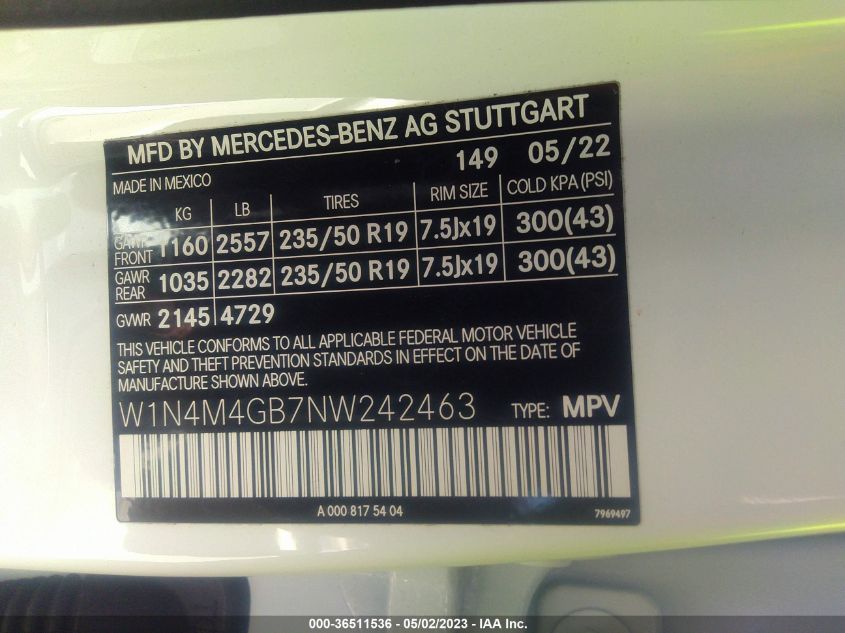 MFD BY MERCEDES-BENZ AG STUTTGART
149 05/22
MADE IN MEXICO
KG LB TIRES RIM SIZE COLD KPA (PSI)
GAWR FRONT 1160 2557 235/50 R19 7.5Jx19 300(43)
GAWR REAR 1035 2282 235/50 R19 7.5Jx19 300(43)
GVWR 2145 4729
THIS VEHICLE CONFORMS TO ALL APPLICABLE FEDERAL MOTOR VEHICLE
SAFETY AND THEFT PREVENTION STANDARDS IN EFFECT ON THE DATE OF
MANUFACTURE SHOWN ABOVE.
W1N4M4GB7NW242463 TYPE: MPV
A 000 817 54 04 7969497
000-36511536 - 05/02/2023 - IAA Inc.